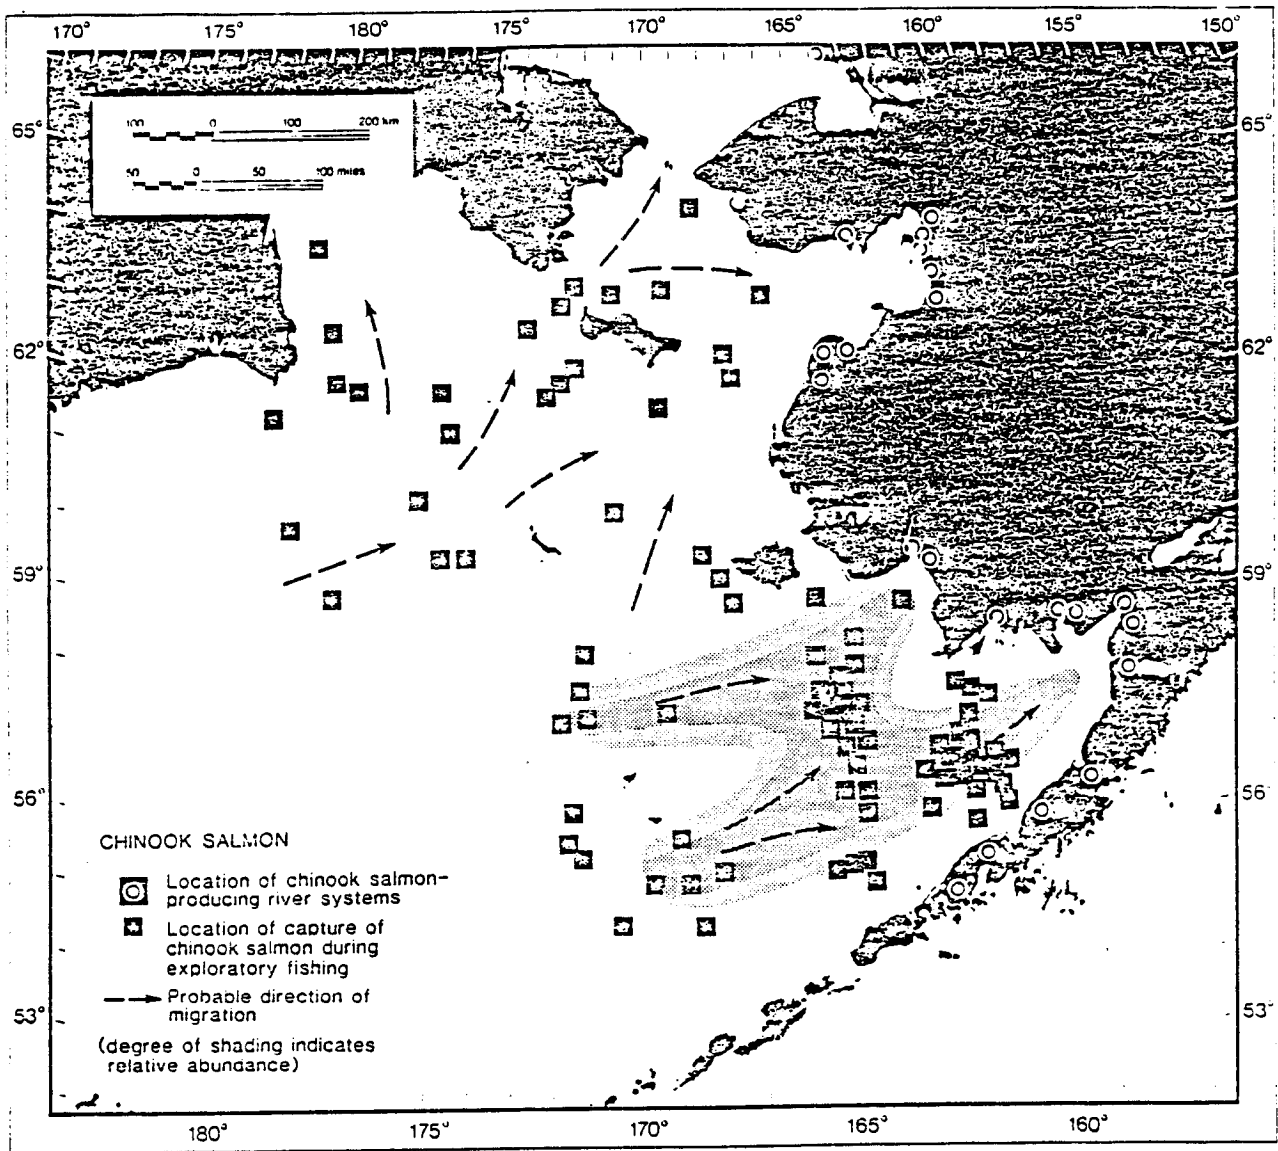 170° 180° 175° 170° 165° 160° 155° 150°
65° 65°
100 0 100 200 km
50 0 50 100 miles
62° 62°
59° 59°
56° 56°
CHINOOK SALMON
Location of chinook salmon-
producing river systems
Location of capture of
chinook salmon during
exploratory fishing
Probable direction of
migration
53° 53°
(degree of shading indicates
relative abundance)
180° 175° 170° 165° 160°